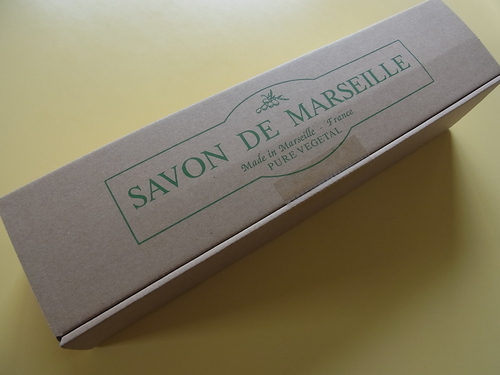 SAVON DE MARSEILLE
Made in Marseille - France
PURE VEGETAL